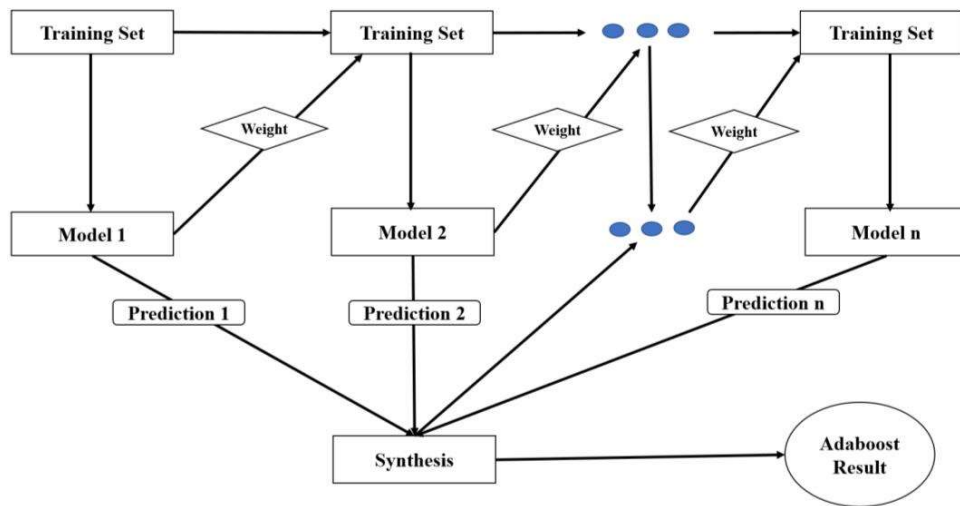 Training Set
Training Set
Training Set
Weight
Weight
Weight
Model 1
Model 2
Model n
Prediction 1
Prediction 2
Prediction n
Synthesis
Adaboost
Result